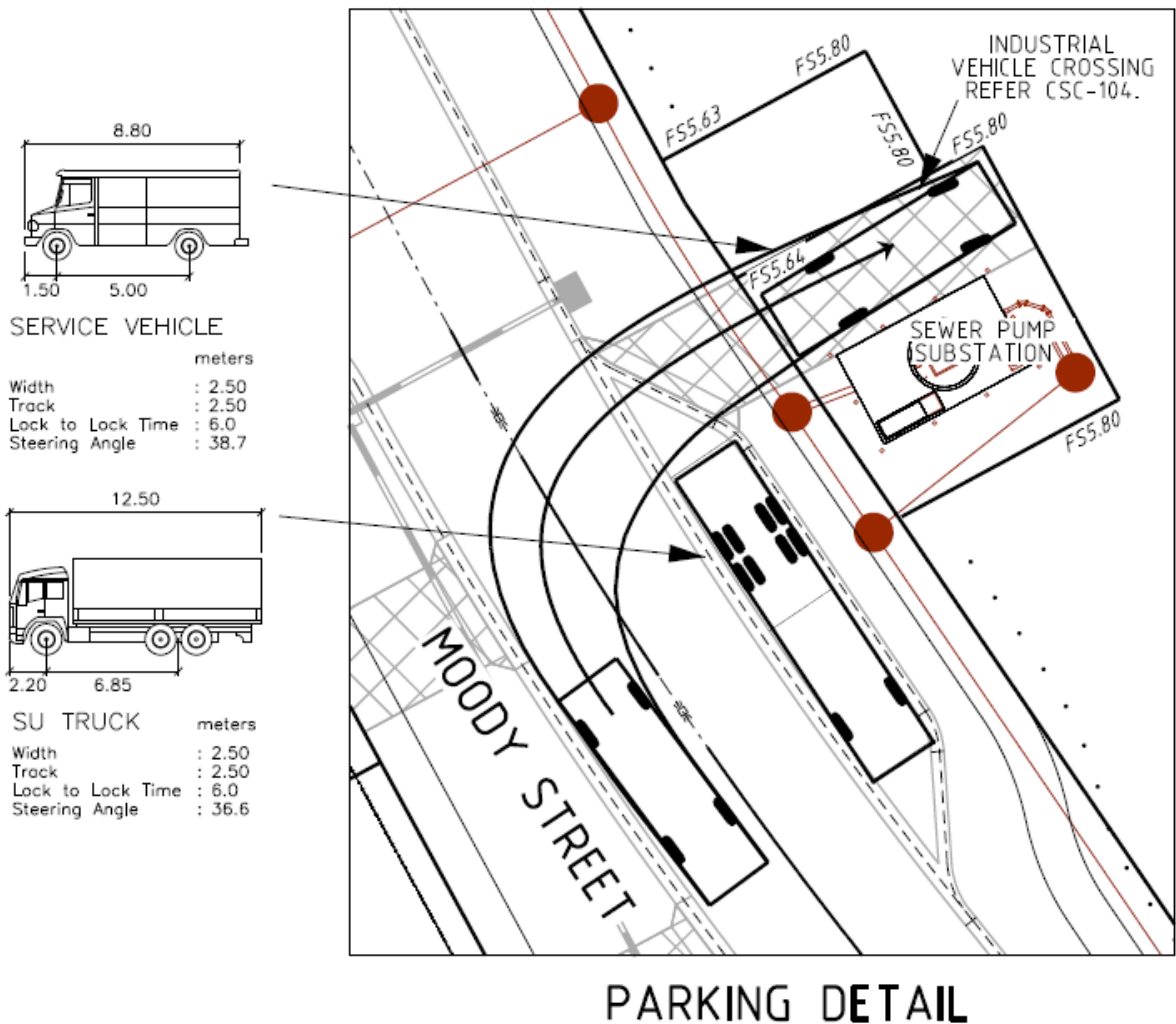 8.80
1.50 5.00
SERVICE VEHICLE
meters
Width : 2.50
Track : 2.50
Lock to Lock Time : 6.0
Steering Angle : 38.7
12.50
2.20 6.85
SU TRUCK meters
Width : 2.50
Track : 2.50
Lock to Lock Time : 6.0
Steering Angle : 36.6
INDUSTRIAL
VEHICLE CROSSING
REFER CSC-104.
FS5.80
FS5.63
FS5.80
FS5.80
FS5.64
SEWER PUMP
SUBSTATION
FS5.80
MOODY STREET
PARKING DETAIL